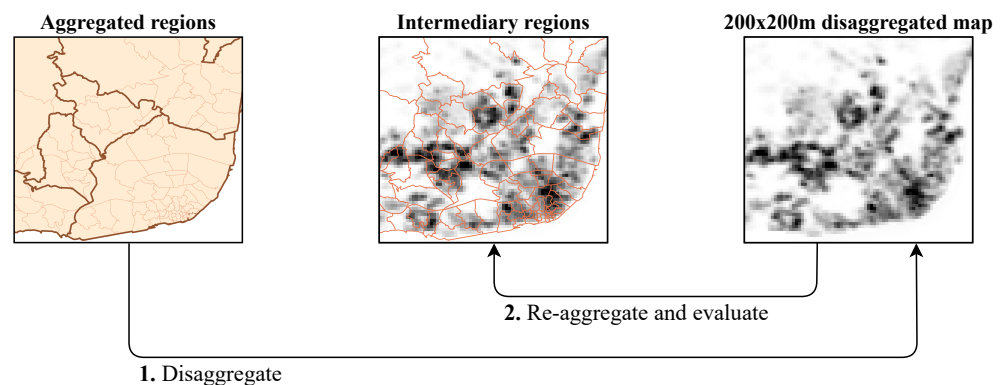 Aggregated regions
Intermediary regions
200x200m disaggregated map
2. Re-aggregate and evaluate
1. Disaggregate